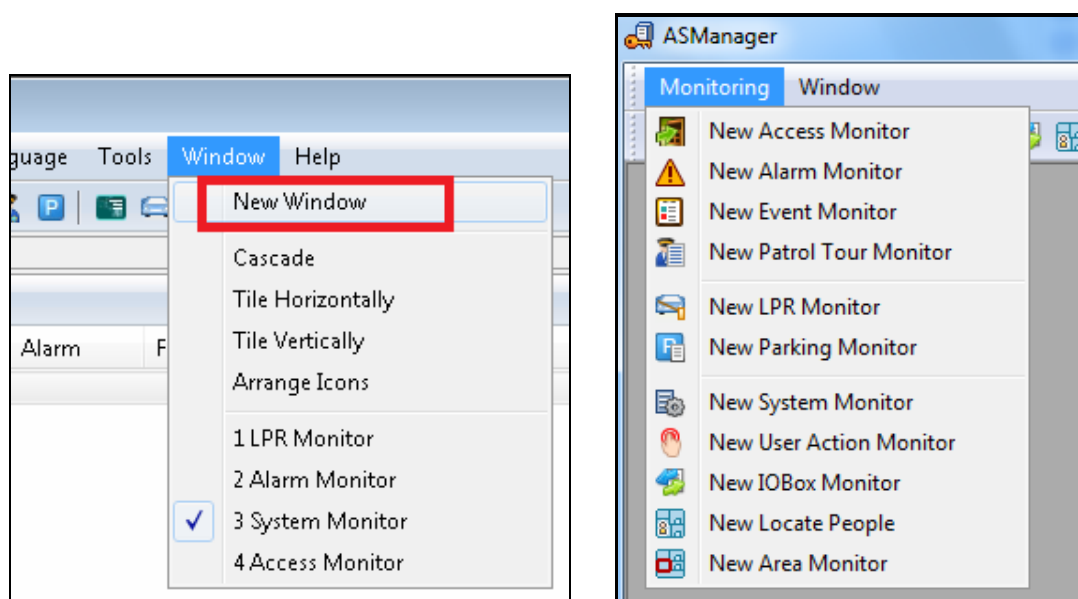 guage Tools Window Help
New Window
Cascade
Tile Horizontally
Tile Vertically
Arrange Icons
Alarm F
1 LPR Monitor
2 Alarm Monitor
3 System Monitor
4 Access Monitor
ASManager
Monitoring Window
New Access Monitor
New Alarm Monitor
New Event Monitor
New Patrol Tour Monitor
New LPR Monitor
New Parking Monitor
New System Monitor
New User Action Monitor
New IOBox Monitor
New Locate People
New Area Monitor